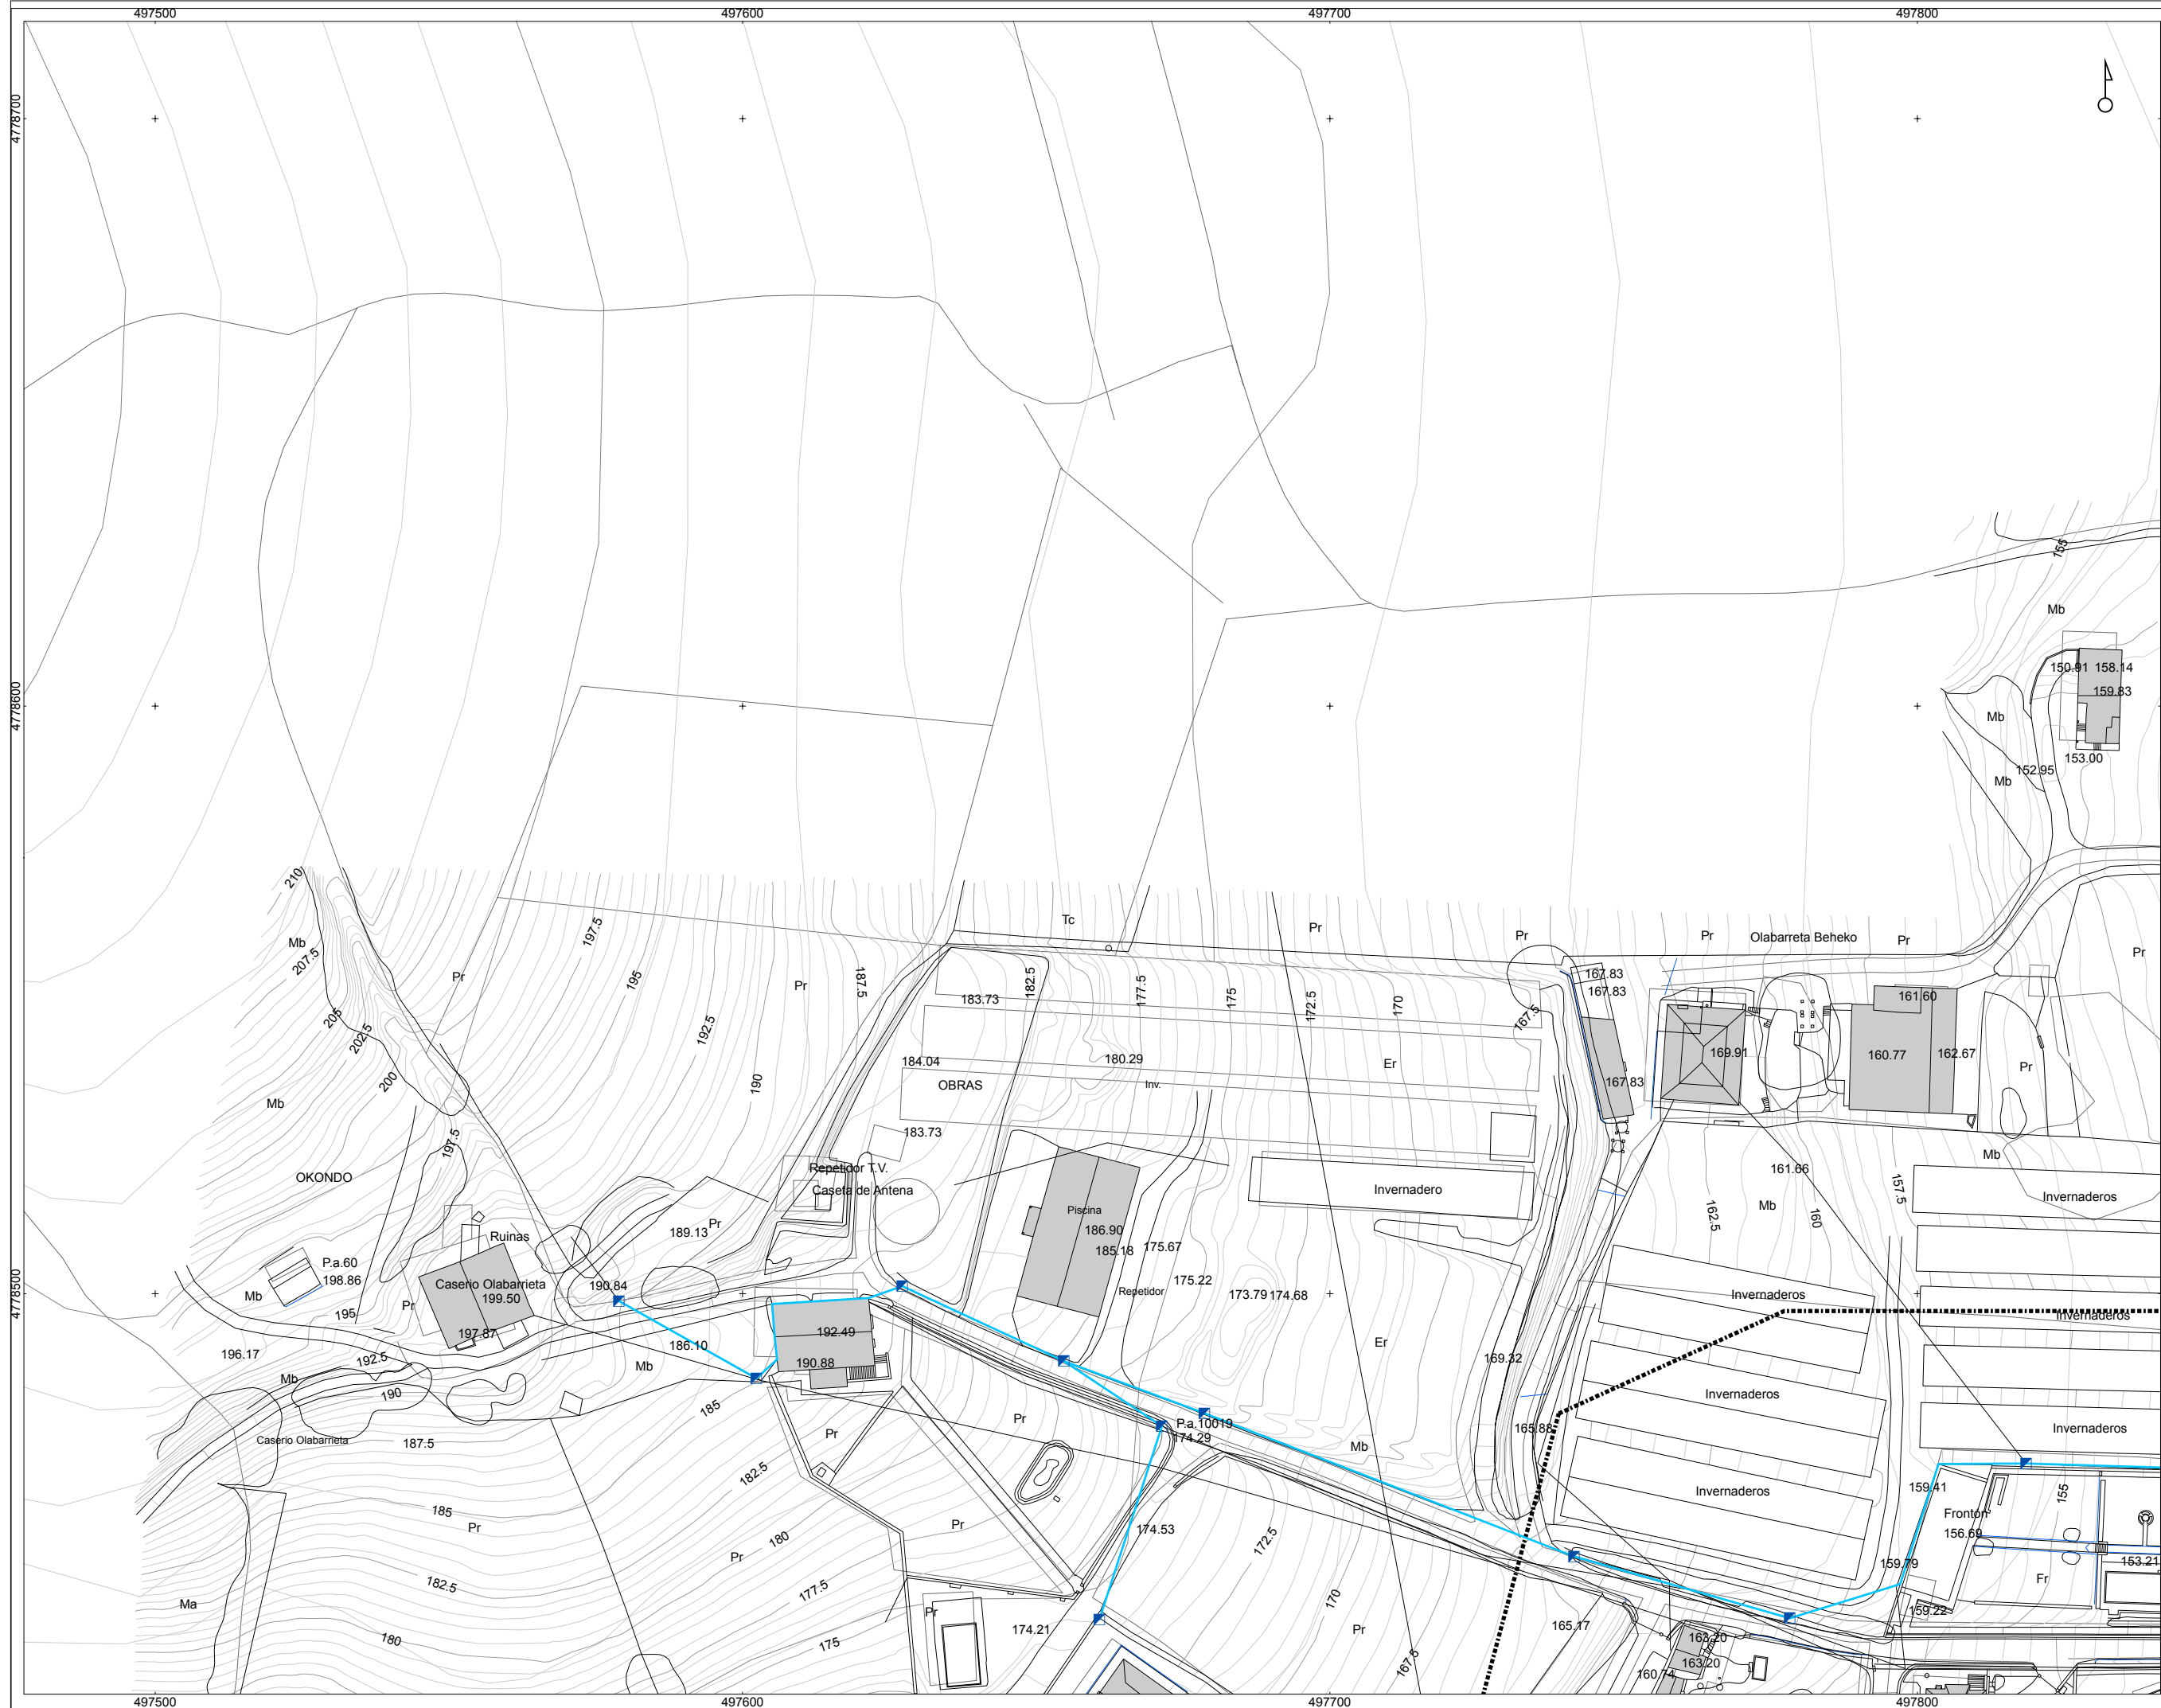 497500 497600 497700 497800
4778700
155
Mb
150.91 158.14
159.83
4778600
Mb
153.00
152.95
Mb
210
Tc
Pr
197.5
Pr
Pr
Olabarreta Beheko
Pr
Mb
207.5
Pr
195
Pr
187.5
182.5
177.5
175
172.5
170
167.83
167.83
Pr
183.73
161.60
205
202.5
192.5
167.5
184.04
180.29
169.91
160.77 162.67
Er
Pr
200
190
OBRAS
Inv.
167.83
Mb
197.5
183.73
Mb
OKONDO
Repetidor T.V.
Caseta de Antena
161.66
Invernadero
157.5
Invernaderos
Piscina
162.5
Mb
160
189.13
Pr
186.90
Ruinas
185.18
175.67
P.a.60
198.86
Caserio Olabarrieta
199.50
190.84
175.22
Repetidor
173.79
174.68
4778500
Mb
195
Pr
Invernaderos
Invernaderos
197.87
192.49
186.10
Er
196.17
192.5
Mb
190.88
169.32
Mb
190
185
Invernaderos
Pr
P.a.10019
174.29
165.88
Invernaderos
Caserio Olabarrieta
187.5
Pr
Mb
182.5
159.41
155
Invernaderos
185
Pr
Pr
174.53
172.5
Frontón
156.69
180
Pr
153.21
159.79
182.5
177.5
Fr
Ma
Pr
170
159.22
180
175
174.21
Pr
165.17
163.20
167.5
163.20
160.74
497500 497600 497700 497800